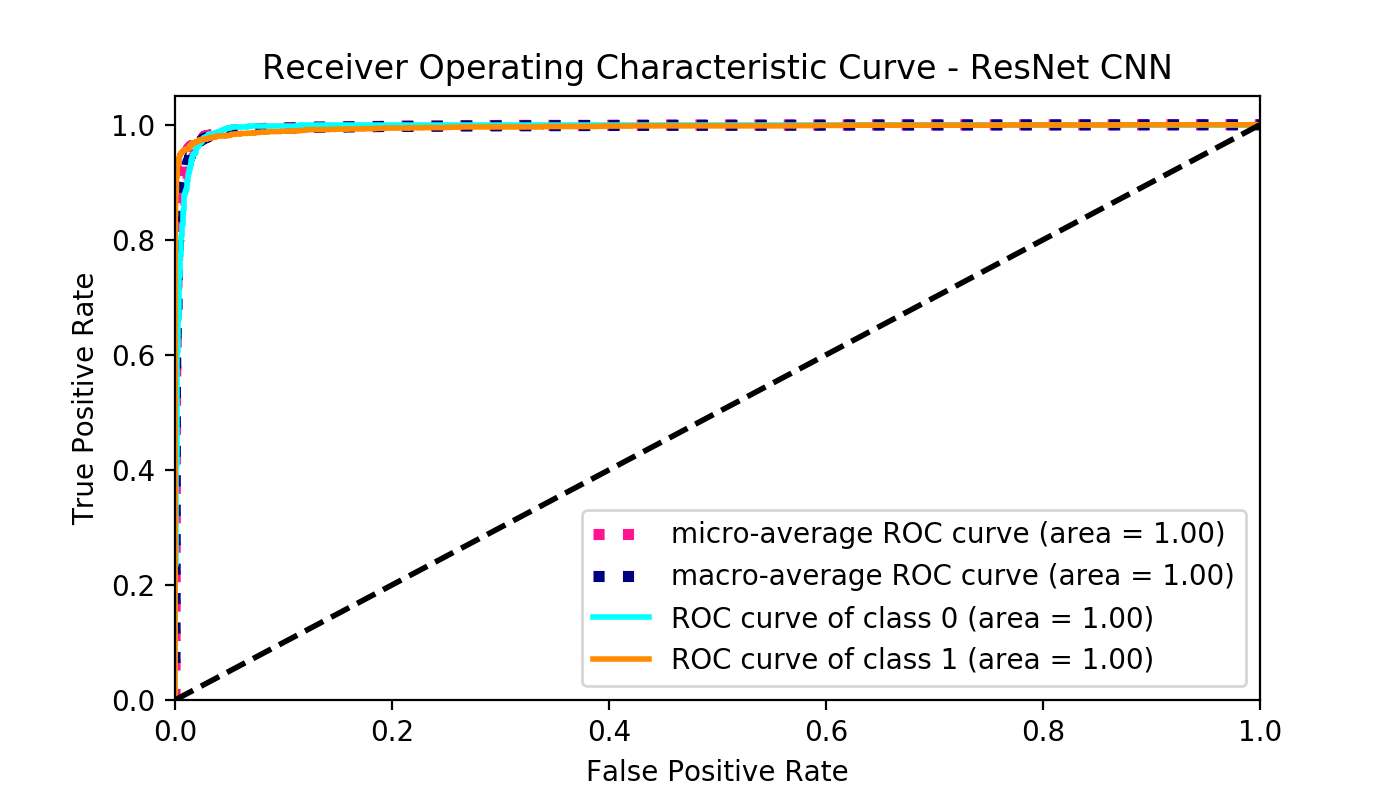 Receiver Operating Characteristic Curve - ResNet CNN
1.0
0.8
0.6
0.4
0.2
0.0
True Positive Rate
micro-average ROC curve (area = 1.00)
macro-average ROC curve (area = 1.00)
ROC curve of class 0 (area = 1.00)
ROC curve of class 1 (area = 1.00)
0.0 0.2 0.4 0.6 0.8 1.0
False Positive Rate